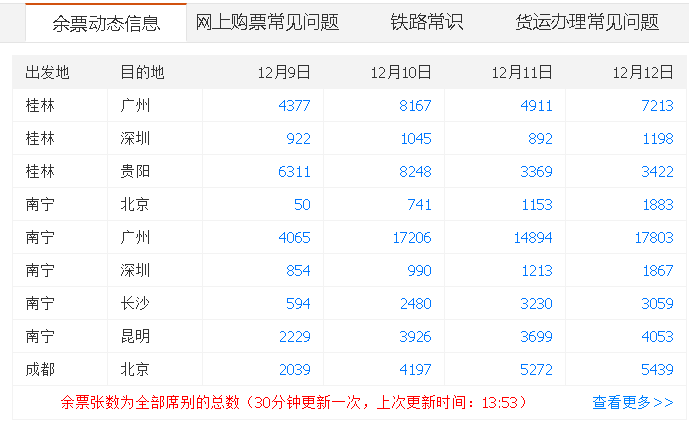 余票动态信息 网上购票常见问题 铁路常识 货运办理常见问题
出发地 目的地 12月9日 12月10日 12月11日 12月12日
桂林 广州 4377 8167 4911 7213
桂林 深圳 922 1045 892 1198
桂林 贵阳 6311 8248 3369 3422
南宁 北京 50 741 1153 1883
南宁 广州 4065 17206 14894 17803
南宁 深圳 854 990 1213 1867
南宁 长沙 594 2480 3230 3059
南宁 昆明 2229 3926 3699 4053
成都 北京 2039 4197 5272 5439
余票张数为全部席别的总数（30分钟更新一次，上次更新时间：13:53） 查看更多>>